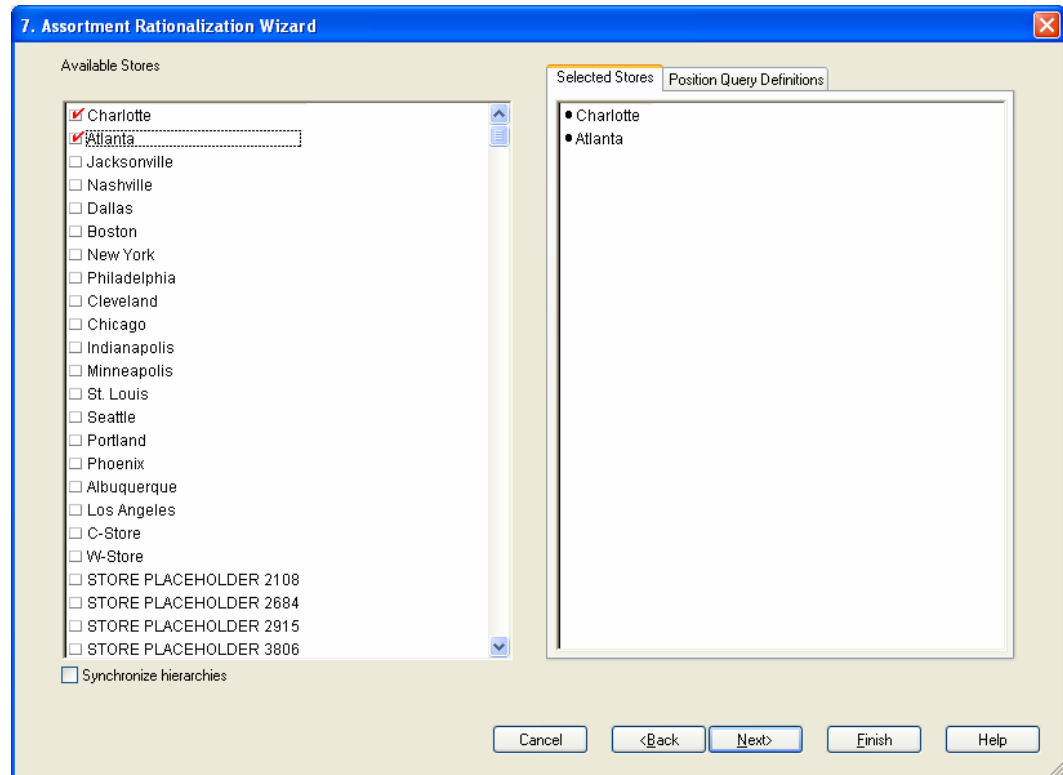 7. Assortment Rationalization Wizard
Available Stores
Charlotte
Atlanta
Jacksonville
Nashville
Dallas
Boston
New York
Philadelphia
Cleveland
Chicago
Indianapolis
Minneapolis
St. Louis
Seattle
Portland
Phoenix
Albuquerque
Los Angeles
C-Store
W-Store
STORE PLACEHOLDER 2108
STORE PLACEHOLDER 2684
STORE PLACEHOLDER 2915
STORE PLACEHOLDER 3806
Synchronize hierarchies
Selected Stores Position Query Definitions
• Charlotte
• Atlanta
Cancel <Back Next> Finish Help